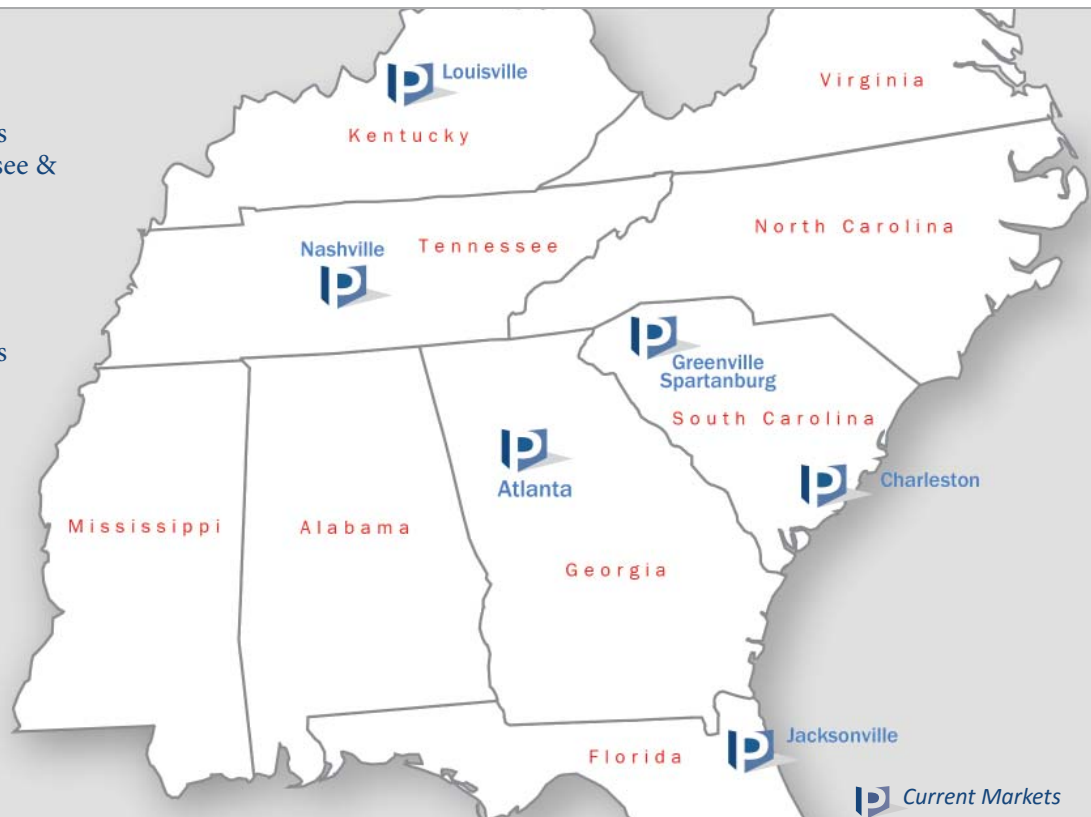 Louisville
Virginia
s
Kentucky
see &
North Carolina
Nashville
Tennessee
s
Greenville
Spartanburg
South Carolina
Atlanta
Charleston
Mississippi
Alabama
Georgia
Jacksonville
Florida
Current Markets